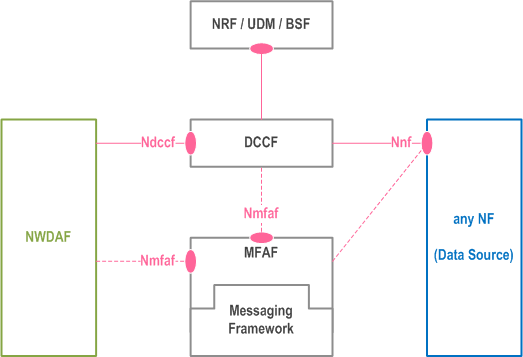 NRF / UDM / BSF
Ndccf
DCCF
Nnf
Nmfaf
NWDAF
any NF
(Data Source)
Nmfaf
MFAF
Messaging
Framework